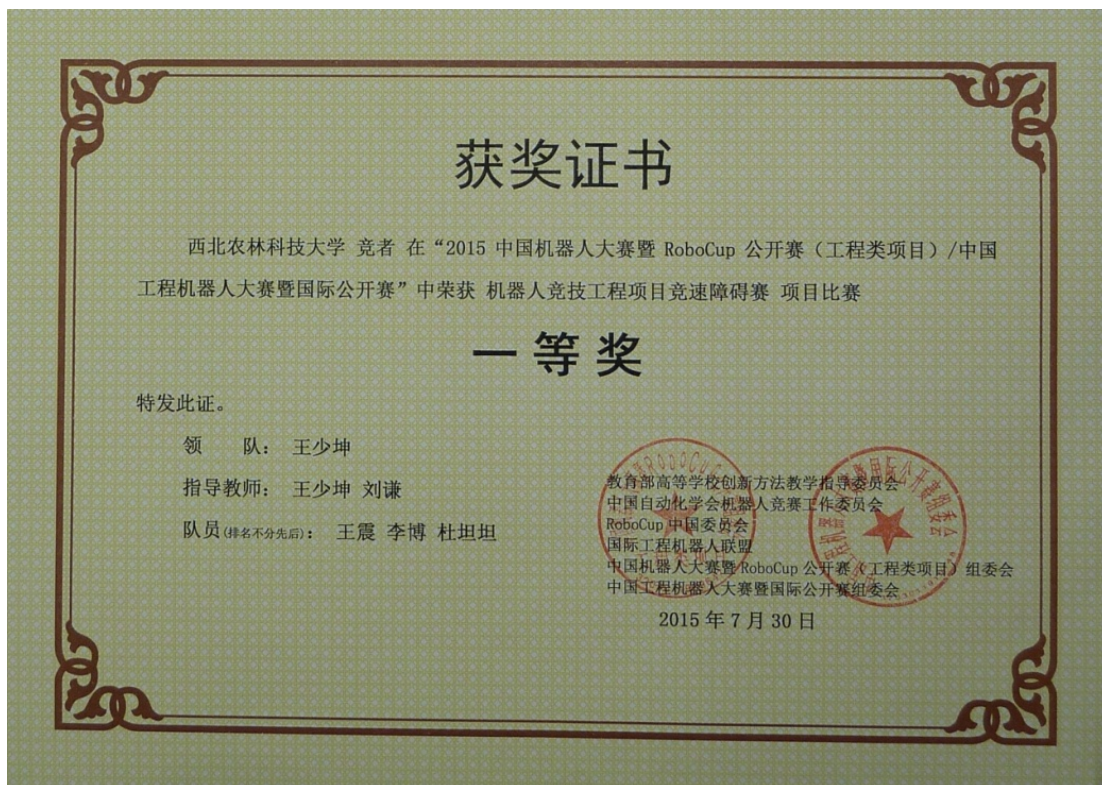 获奖证书
西北农林科技大学 竞者 在“2015 中国机器人大赛暨 RoboCup 公开赛（工程类项目）/中国
工程机器人大赛暨国际公开赛”中荣获 机器人竞技工程项目竞速障碍赛 项目比赛
一等奖
特发此证。
领 队： 王少坤
指导教师： 王少坤 刘谦
队员(排名不分先后)： 王震 李博 杜坦坦
教育部高等学校创新方法教学指导委员会
中国自动化学会机器人竞赛工作委员会
RoboCup 中国委员会
国际工程机器人联盟
中国机器人大赛暨 RoboCup 公开赛（工程类项目）组委会
中国工程机器人大赛暨国际公开赛组委会
2015 年 7 月 30 日